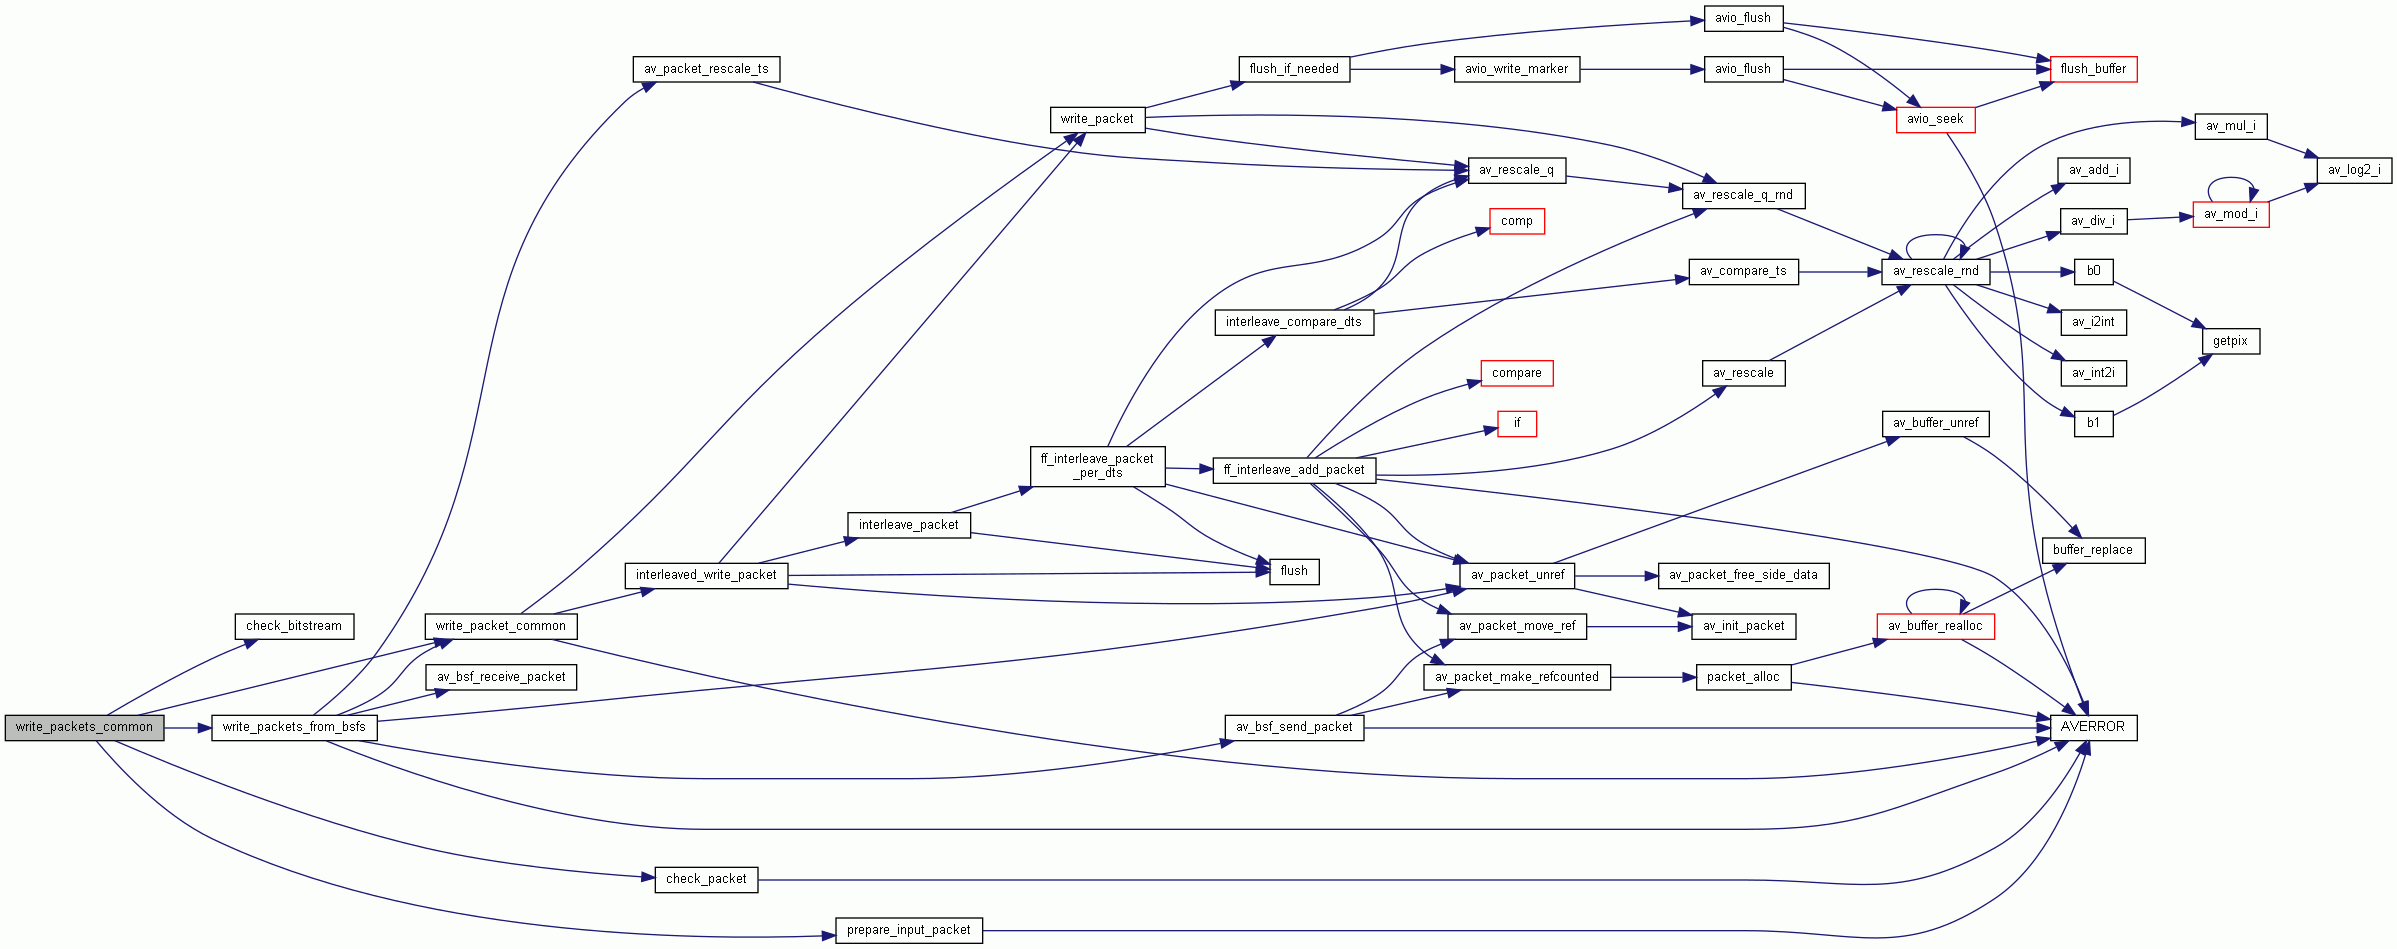 avio_flush
av_packet_rescale_ts
flush_if_needed
avio_write_marker
avio_flush
flush_buffer
write_packet
avio_seek
av_mul_i
av_rescale_q
av_add_i
av_log2_i
av_rescale_q_rnd
comp
av_div_i
av_mod_i
av_compare_ts
av_rescale_rnd
b0
interleave_compare_dts
av_i2int
getpix
compare
av_rescale
av_int2i
if
av_buffer_unref
b1
ff_interleave_packet
_per_dts
ff_interleave_add_packet
interleave_packet
buffer_replace
interleaved_write_packet
flush
av_packet_unref
av_packet_free_side_data
check_bitstream
write_packet_common
av_packet_move_ref
av_init_packet
av_buffer_realloc
av_bsf_receive_packet
av_packet_make_refcounted
packet_alloc
write_packets_common
write_packets_from_bsfs
av_bsf_send_packet
AVERROR
check_packet
prepare_input_packet